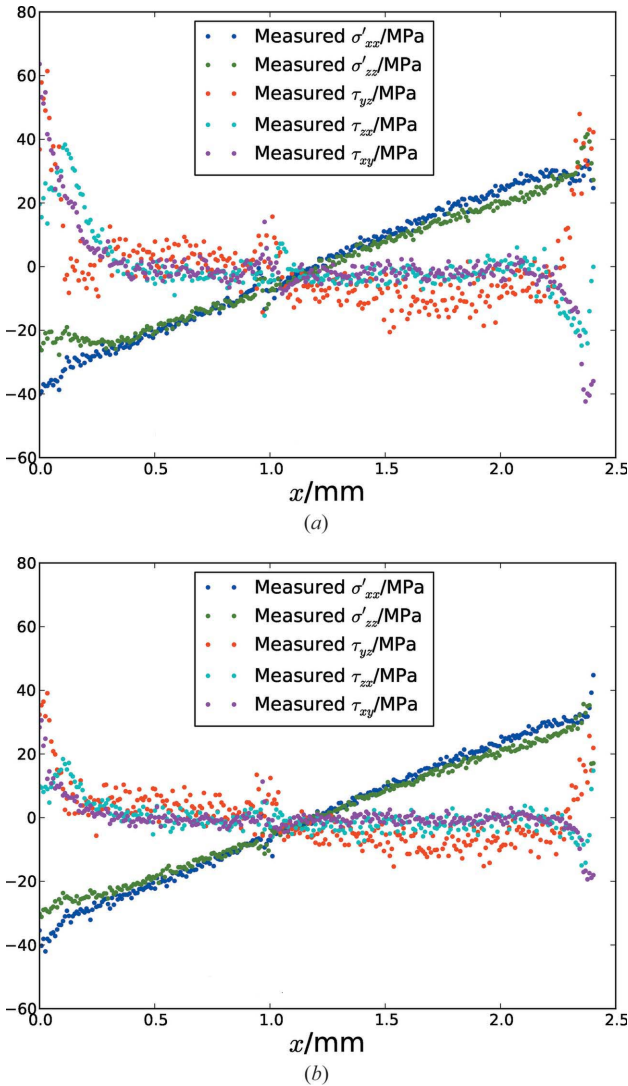 80
Measured σ′xx/MPa
Measured σ′zz/MPa
60
Measured τyz/MPa
Measured τzx/MPa
40
Measured τxy/MPa
20
0
−20
−40
−60
0.0 0.5 1.0 1.5 2.0 2.5
x/mm
(a)
80
Measured σ′xx/MPa
60
Measured σ′zz/MPa
Measured τyz/MPa
Measured τzx/MPa
40
Measured τxy/MPa
20
0
−20
−40
−60
0.0 0.5 1.0 1.5 2.0 2.5
x/mm
(b)